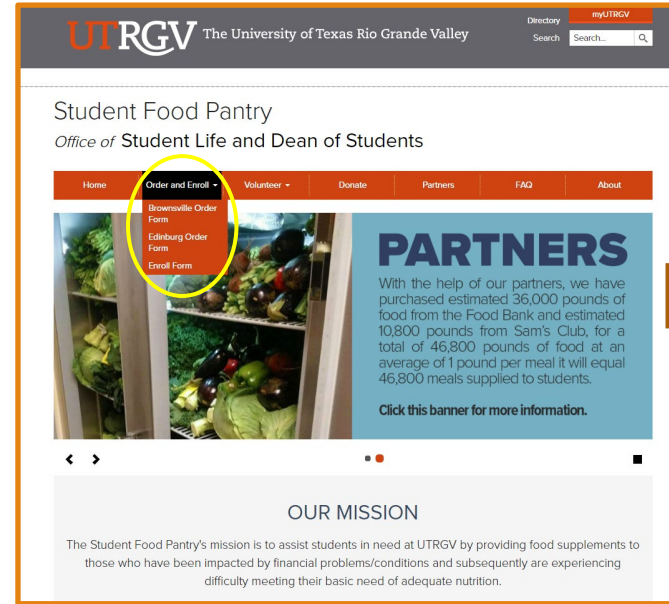 Directory
myUTRGV
UTRGV The University of Texas Rio Grande Valley
Search Search...
Student Food Pantry
Office of Student Life and Dean of Students
Home Order and Enroll Volunteer Donate Partners FAQ About
Brownsville Order
Form
Edinburg Order
Form
Enroll Form
PARTNERS
With the help of our partners, we have
purchased estimated 36,000 pounds of
food from the Food Bank and estimated
10,800 pounds from Sam's Club, for a
total of 46,800 pounds of food at an
average of 1 pound per meal it will equal
46,800 meals supplied to students.
Click this banner for more information.
OUR MISSION
The Student Food Pantry's mission is to assist students in need at UTRGV by providing food supplements to
those who have been impacted by financial problems/conditions and subsequently are experiencing
difficulty meeting their basic need of adequate nutrition.